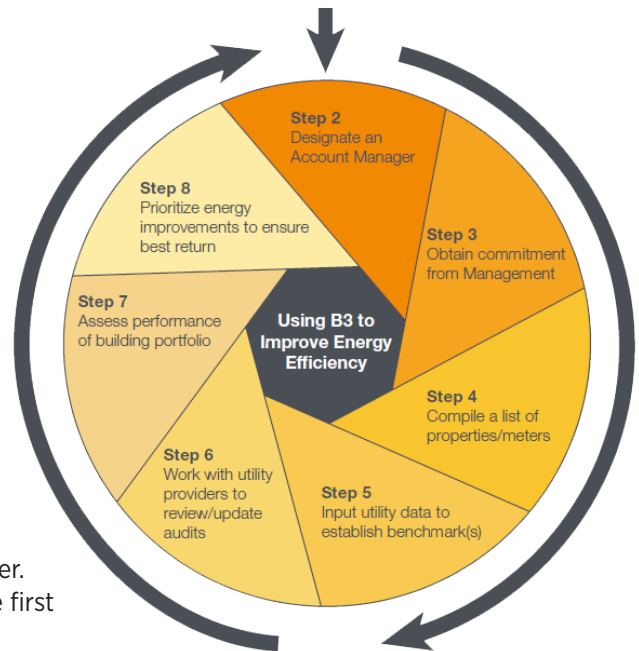 Step 2
Designate an
Account Manager
Step 3
Obtain commitment
from Management
Step 4
Compile a list of
properties/meters
Step 5
Input utility data to
establish benchmark(s)
Step 6
Work with utility
providers to
review/update
audits
Step 7
Assess performance
of building portfolio
Step 8
Prioritize energy
improvements to ensure
best return
Using B3 to
Improve Energy
Efficiency
er.
e first